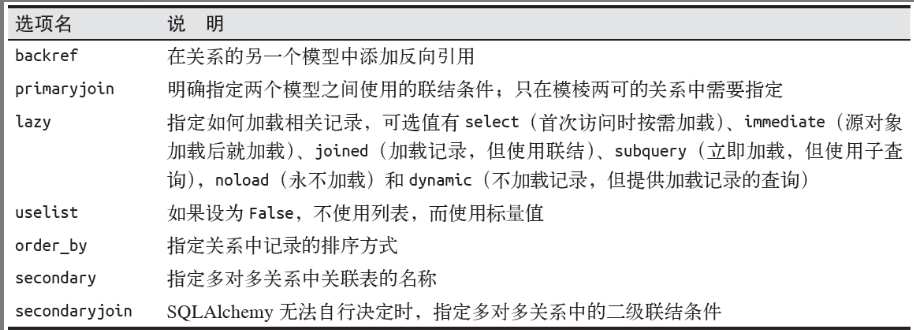 选项名 说 明
backref 在关系的另一个模型中添加反向引用
primaryjoin 明确指定两个模型之间使用的联结条件；只在模棱两可的关系中需要指定
lazy 指定如何加载相关记录，可选值有 select（首次访问时按需加载）、immediate（源对象
加载后就加载）、joined（加载记录，但使用联结）、subquery（立即加载，但使用子查
询），noload（永不加载）和 dynamic（不加载记录，但提供加载记录的查询）
uselist 如果设为 False，不使用列表，而使用标量值
order_by 指定关系中记录的排序方式
secondary 指定多对多关系中关联表的名称
secondaryjoin SQLAlchemy 无法自行决定时，指定多对多关系中的二级联结条件